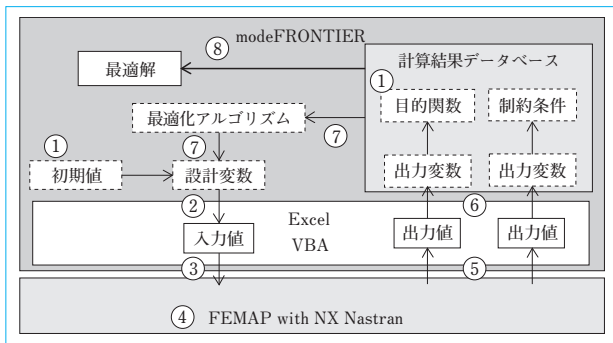 modeFRONTIER
⑧
最適解
計算結果データベース
①
目的関数
制約条件
最適化アルゴリズム
⑦
①
⑦
初期値
設計変数
出力変数
出力変数
②
⑥
Excel
VBA
入力値
出力値
出力値
③
⑤
④ FEMAP with NX Nastran